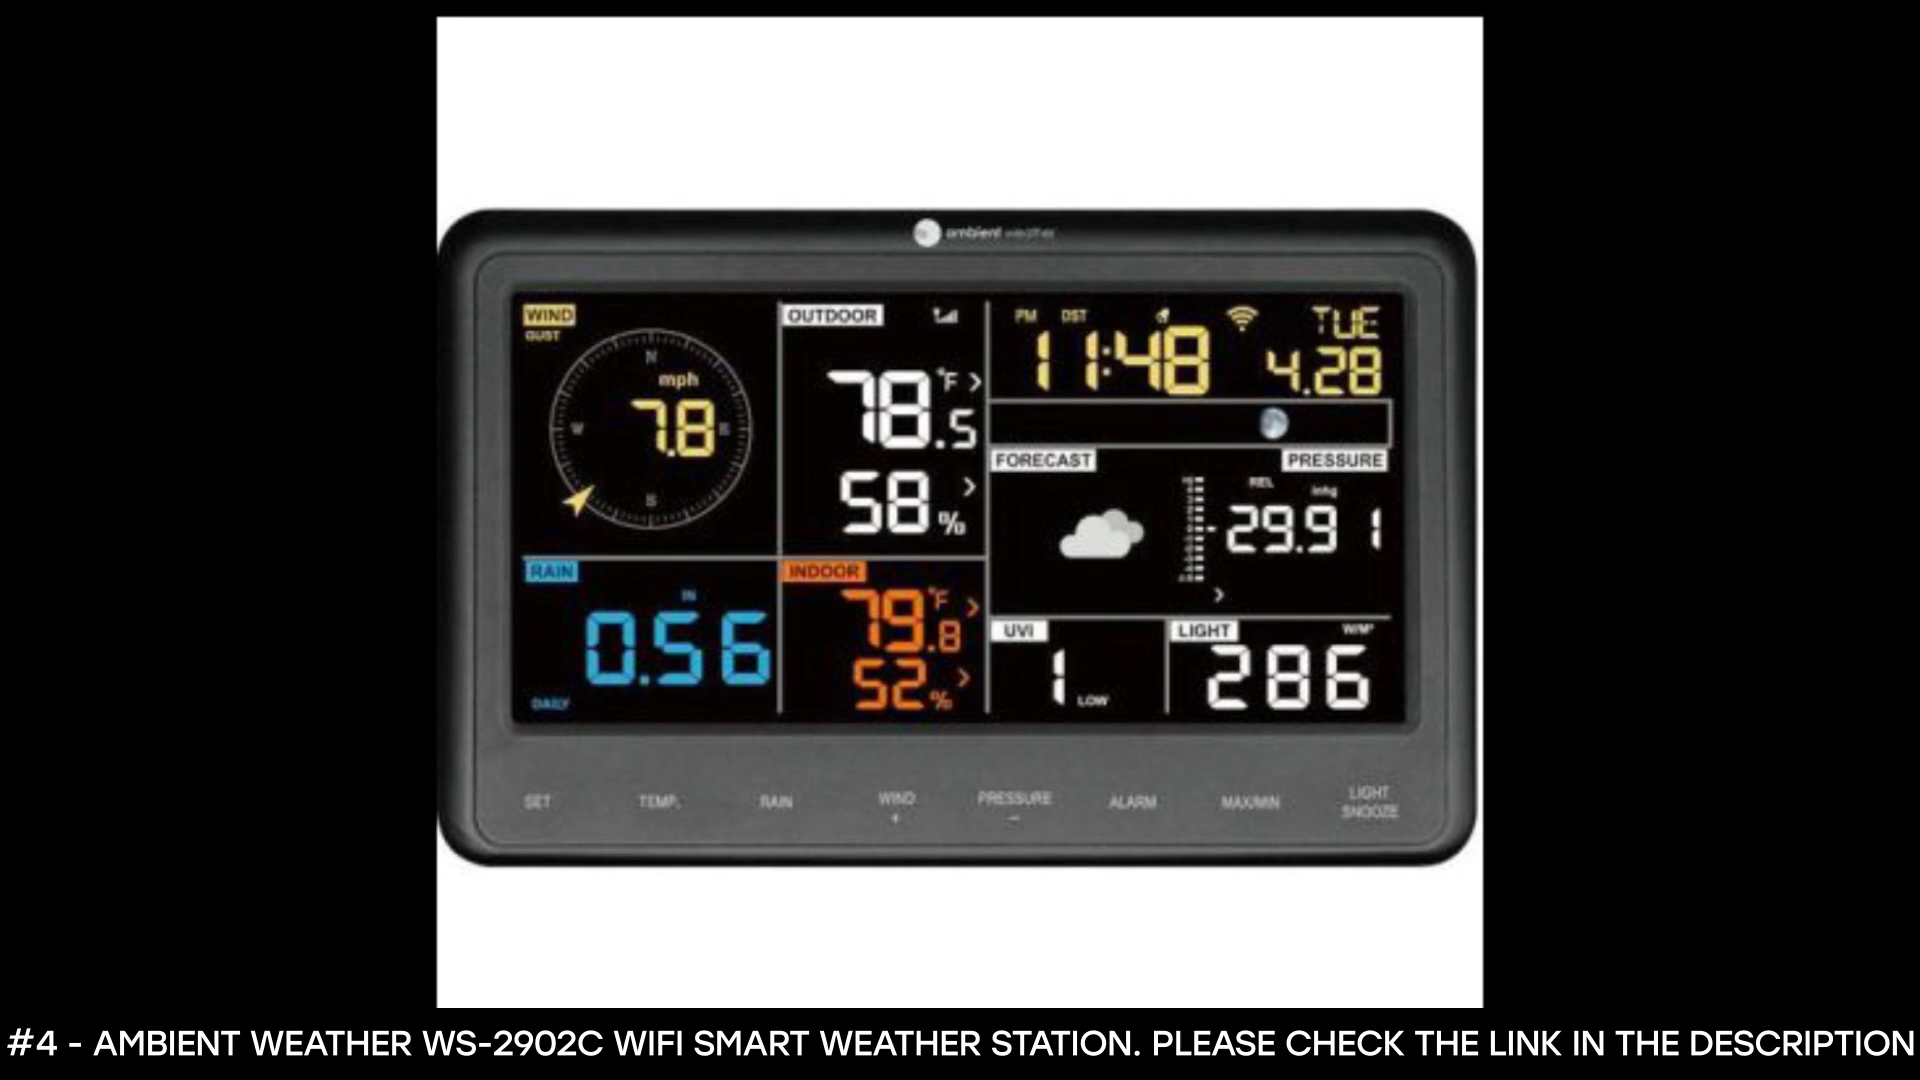 ambient weather
WIND
GUST
N
mph
7.8
W
E
S
OUTDOOR
78.5 °F
58 %
PM DST
11:48
TUE
4.28
FORECAST
PRESSURE
REL
inhg
29.91
RAIN
IN
0.56
DAILY
INDOOR
79.8 °F
52 %
UVI
1 LOW
LIGHT
W/M²
286
SET
TEMP.
RAIN
WIND
+
PRESSURE
−
ALARM
MAX/MIN
LIGHT
SNOOZE
#4 - AMBIENT WEATHER WS-2902C WIFI SMART WEATHER STATION. PLEASE CHECK THE LINK IN THE DESCRIPTION